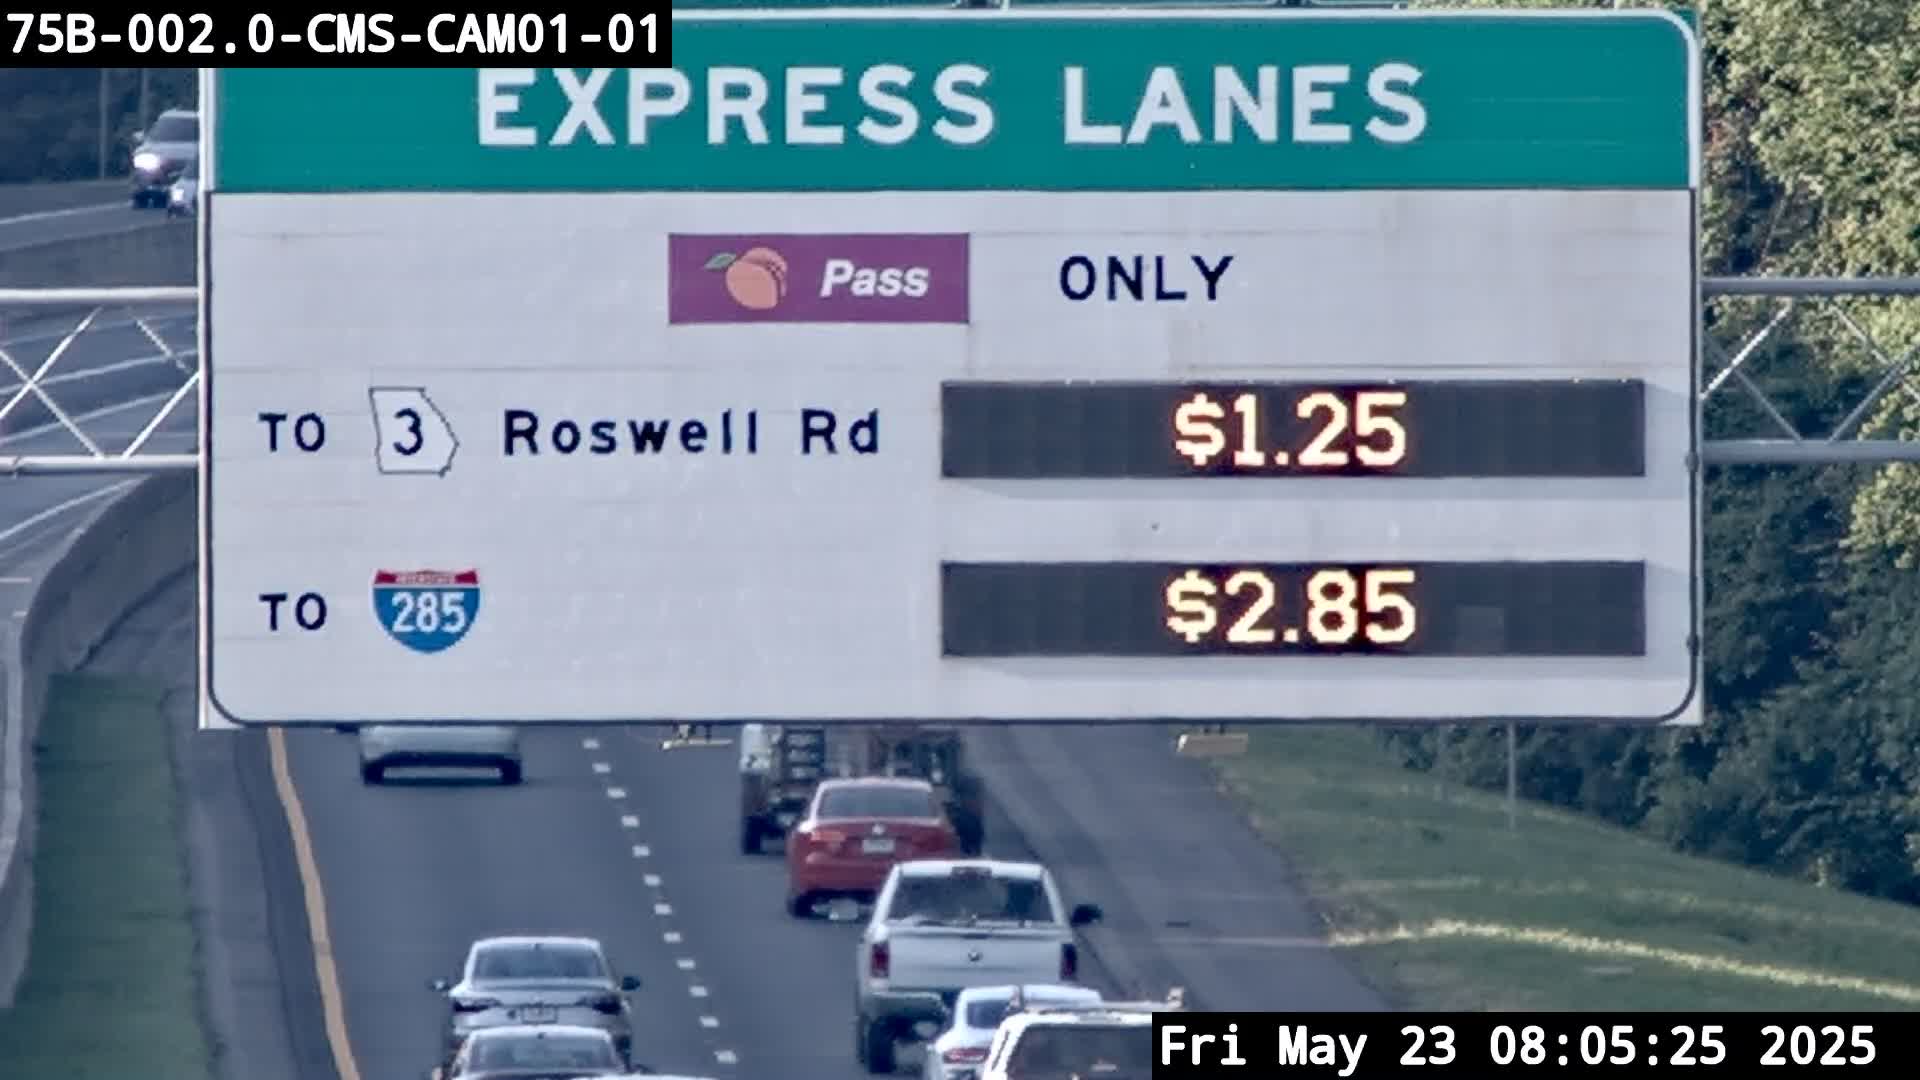 75B-002.0-CMS-CAM01-01
EXPRESS LANES
Pass ONLY
TO 3 Roswell Rd $1.25
TO INTERSTATE 285 $2.85
Fri May 23 08:05:25 2025